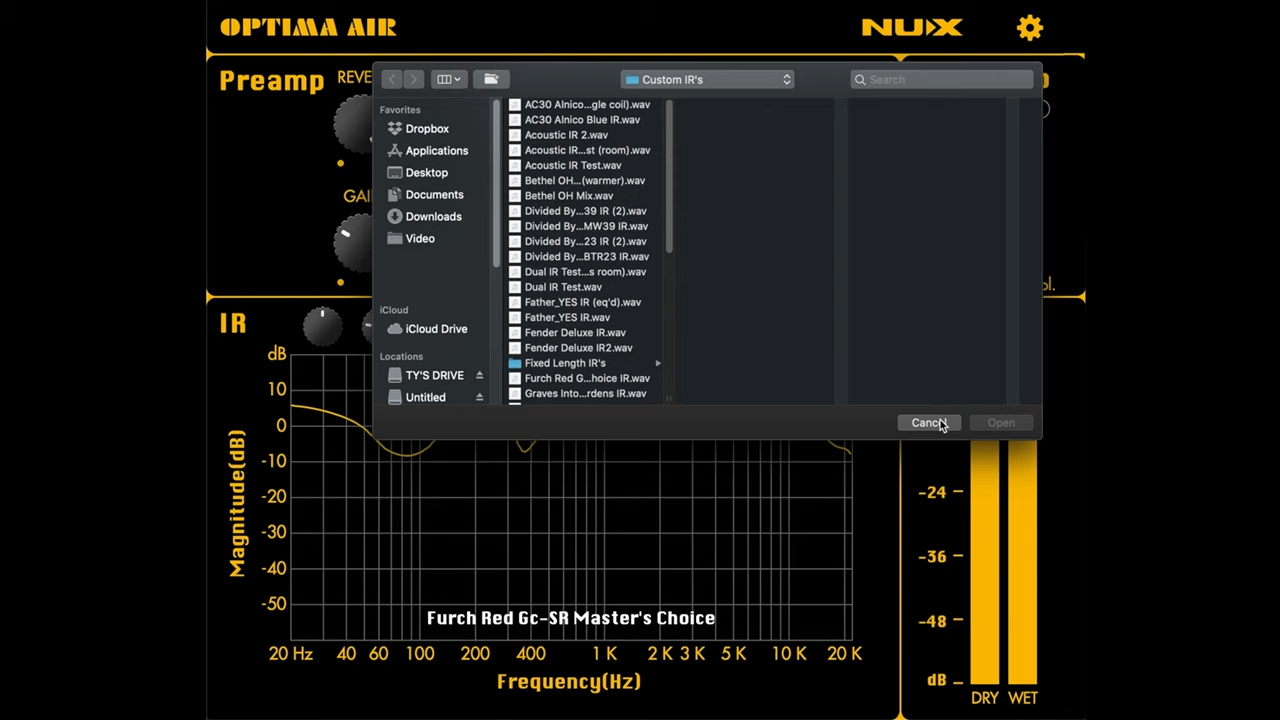 OPTIMA AIR
NUX
Preamp
REVE
GAI
Custom IR's
Search
Favorites
Dropbox
Applications
Desktop
Documents
Downloads
Video
iCloud
iCloud Drive
Locations
TY'S DRIVE
Untitled
AC30 Alnico...gle coil).wav
AC30 Alnico Blue IR.wav
Acoustic IR 2.wav
Acoustic IR...st (room).wav
Acoustic IR Test.wav
Bethel OH...(warmer).wav
Bethel OH Mix.wav
Divided By...39 IR (2).wav
Divided By...MW39 IR.wav
Divided By...23 IR (2).wav
Divided By...BTR23 IR.wav
Dual IR Test...s room).wav
Dual IR Test.wav
Father_YES IR (eq'd).wav
Father_YES IR.wav
Fender Deluxe IR.wav
Fender Deluxe IR2.wav
Fixed Length IR's
Furch Red G...hoice IR.wav
Graves Into...rdens IR.wav
Cancel
Open
ol.
IR
dB
10
0
-10
-20
-30
-40
-50
Magnitude(dB)
Furch Red Gc-SR Master's Choice
20 Hz 40 60 100 200 400 1 K 2 K 3 K 5 K 10 K 20 K
Frequency(Hz)
-24
-36
-48
dB
DRY WET